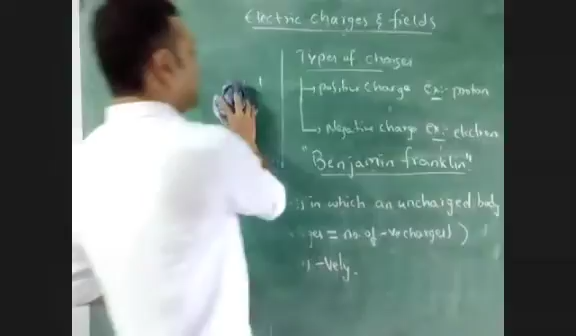 Electric charges & fields
Types of charges
positive charge Ex:- proton
Negative charge Ex:- electron
"Benjamin franklin"
in which an uncharged body
= no. of -ve charges)
-vely.